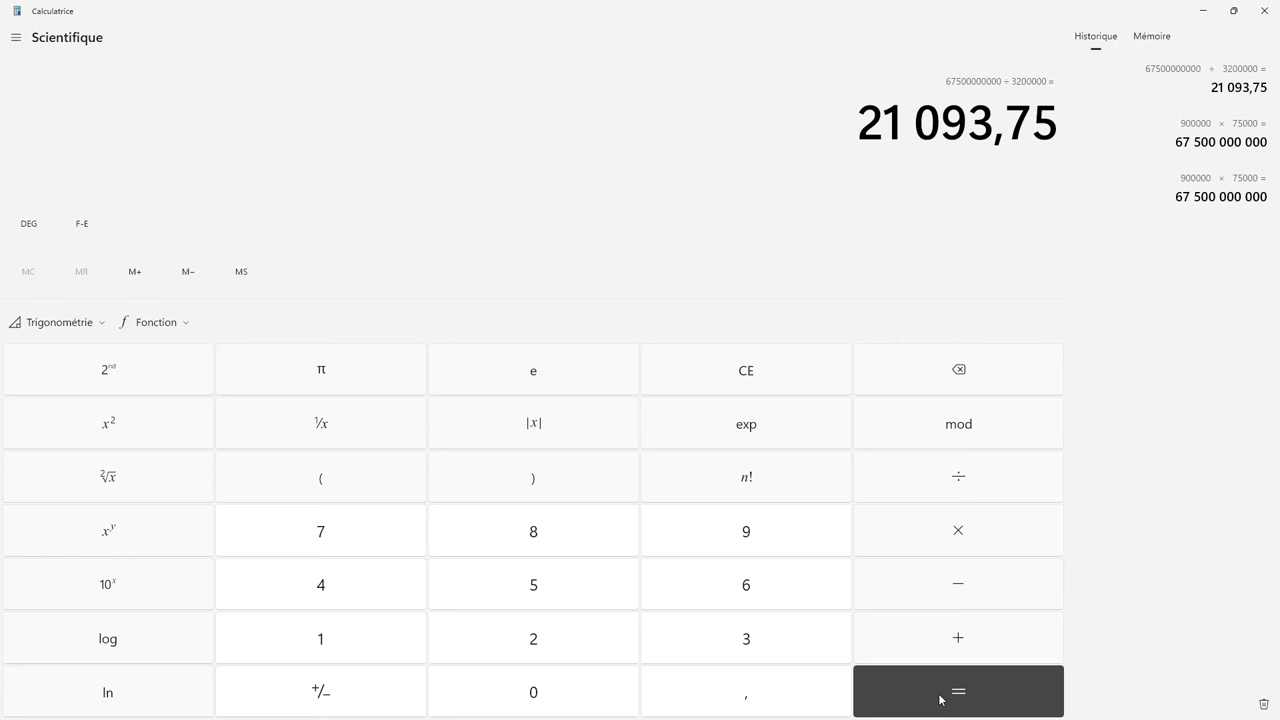 Calculatrice
Scientifique
Historique Mémoire
67500000000 ÷ 3200000 =
21 093,75
67500000000 ÷ 3200000 =
21 093,75
900000 × 75000 =
67 500 000 000
900000 × 75000 =
67 500 000 000
DEG F-E
MC MR M+ M− MS
Trigonométrie f Fonction
2ⁿᵈ π e CE
x² ¹/x |x| exp mod
²√x ( ) n! ÷
xʸ 7 8 9 ×
10ˣ 4 5 6 −
log 1 2 3 +
ln +/− 0 , =